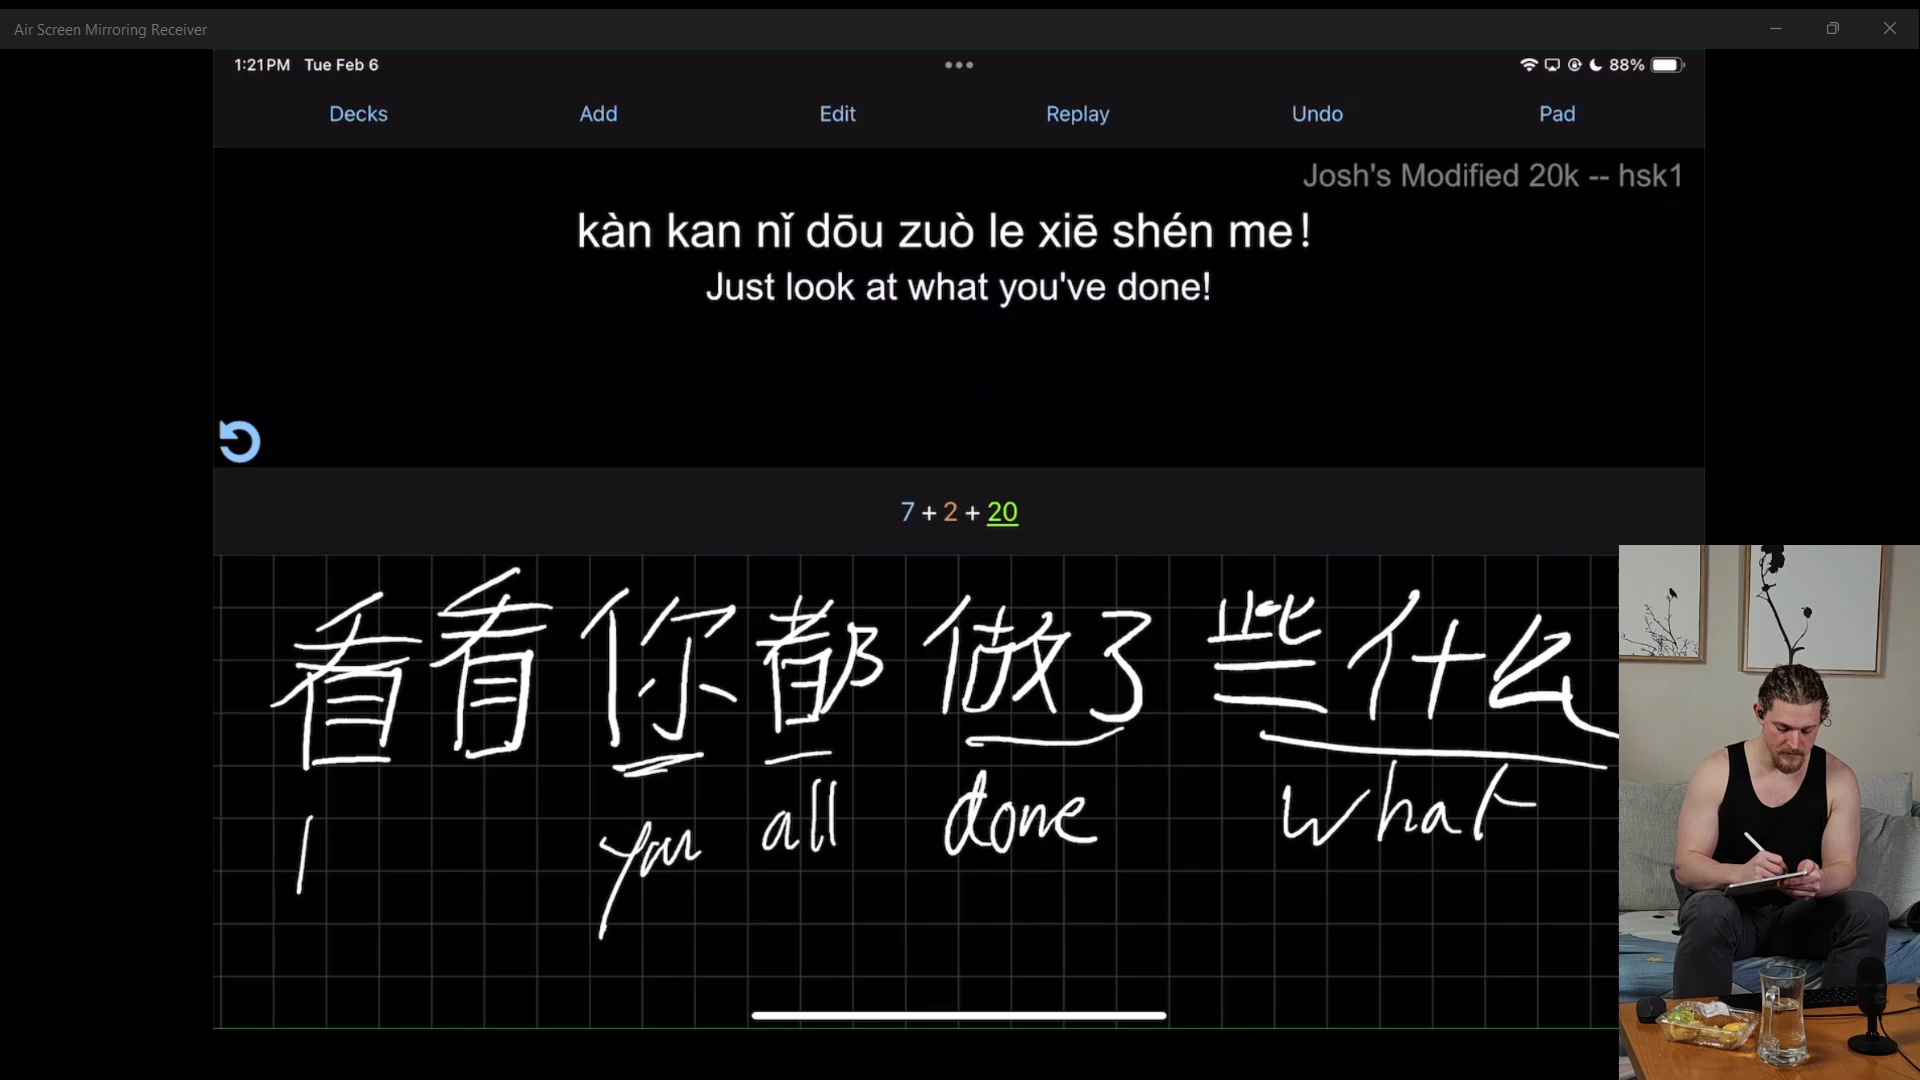 Air Screen Mirroring Receiver
1:21 PM Tue Feb 6
88%
Decks Add Edit Replay Undo Pad
Josh's Modified 20k -- hsk1
kàn kan nǐ dōu zuò le xiē shén me!
Just look at what you've done!
7 + 2 + 20
看看你都做了些什么
you all done what